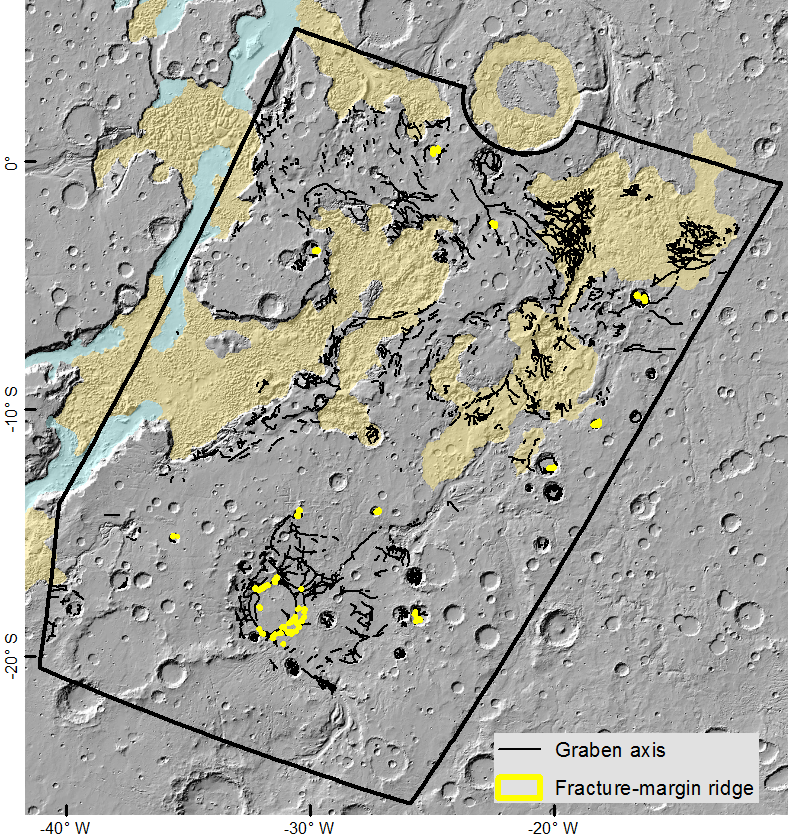 0°
-10° S
-20° S
Graben axis
Fracture-margin ridge
-40° W
-30° W
-20° W